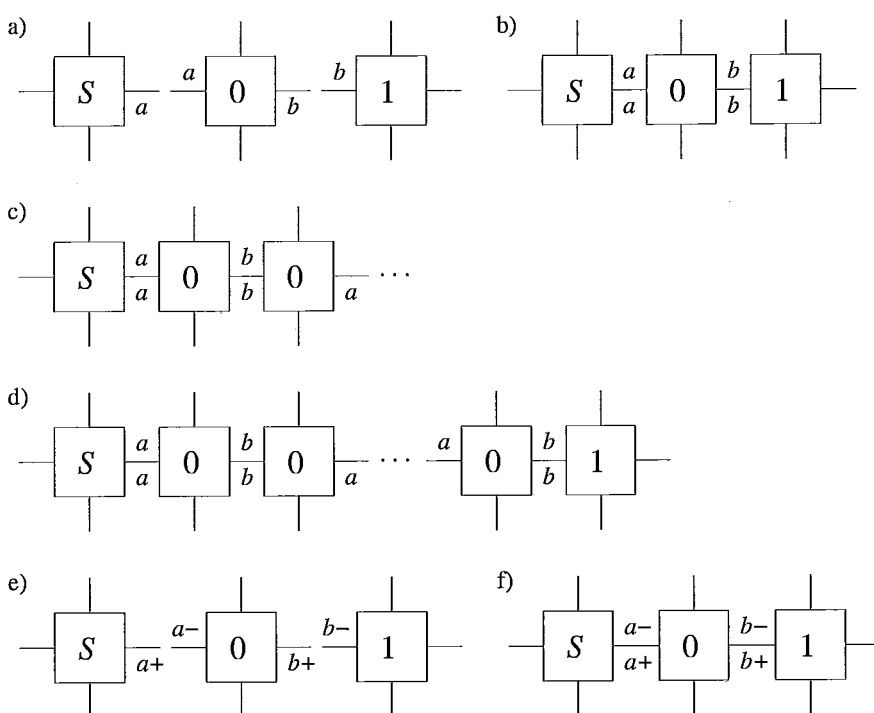 a)
b)
S a a 0 b b 1
S a a 0 b b 1
c)
S a a 0 b b 0 a ...
d)
S a a 0 b b 0 a ... a 0 b b 1
e)
f)
S a+ a− 0 b+ b− 1
S a− a+ 0 b− b+ 1